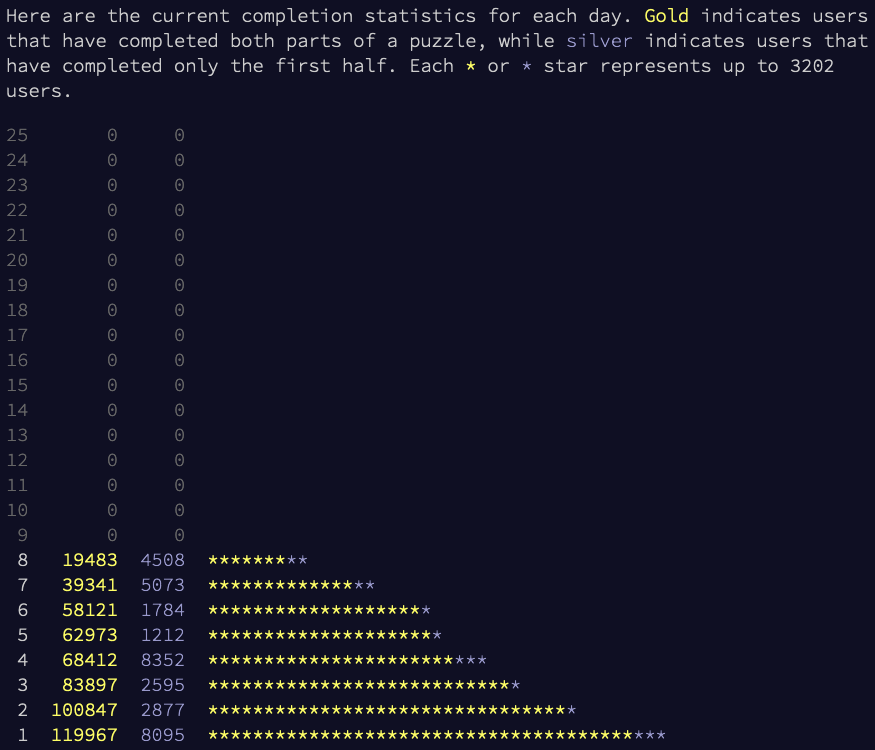 Here are the current completion statistics for each day. Gold indicates users
that have completed both parts of a puzzle, while silver indicates users that
have completed only the first half. Each * or * star represents up to 3202
users.
25 0 0
24 0 0
23 0 0
22 0 0
21 0 0
20 0 0
19 0 0
18 0 0
17 0 0
16 0 0
15 0 0
14 0 0
13 0 0
12 0 0
11 0 0
10 0 0
9 0 0
8 19483 4508 *********
7 39341 5073 ***************
6 58121 1784 ********************
5 62973 1212 *********************
4 68412 8352 *************************
3 83897 2595 ****************************
2 100847 2877 *********************************
1 119967 8095 *****************************************